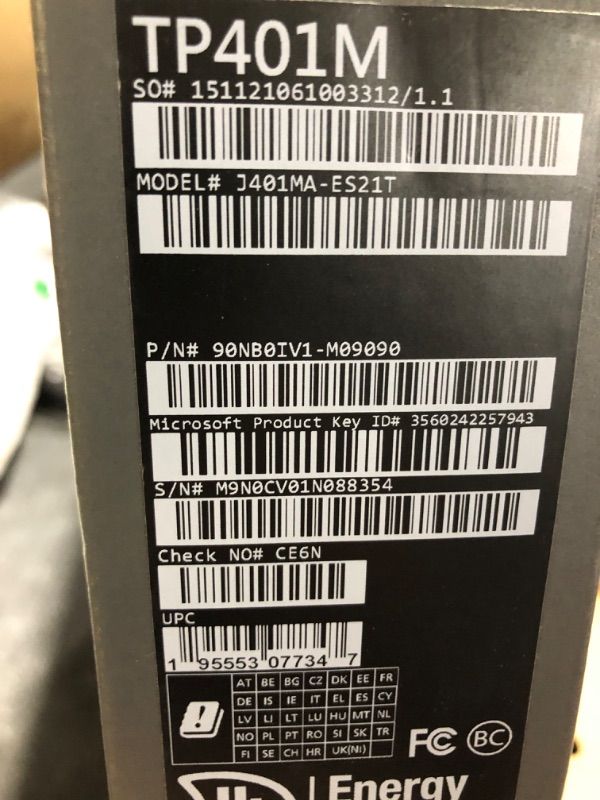 TP401M
SO# 151121061003312/1.1
MODEL# J401MA-ES21T
P/N# 90NB0IV1-M09090
Microsoft Product Key ID# 3560242257943
S/N# M9N0CV01N088354
Check NO# CE6N
UPC
1 95553 07734 7
AT BE BG CZ DK EE FR
DE IS IE IT EL ES CY
LV LI LT LU HU MT NL
NO PL PT RO SI SK TR
FI SE CH HR UK(NI)
FC BC
Energy